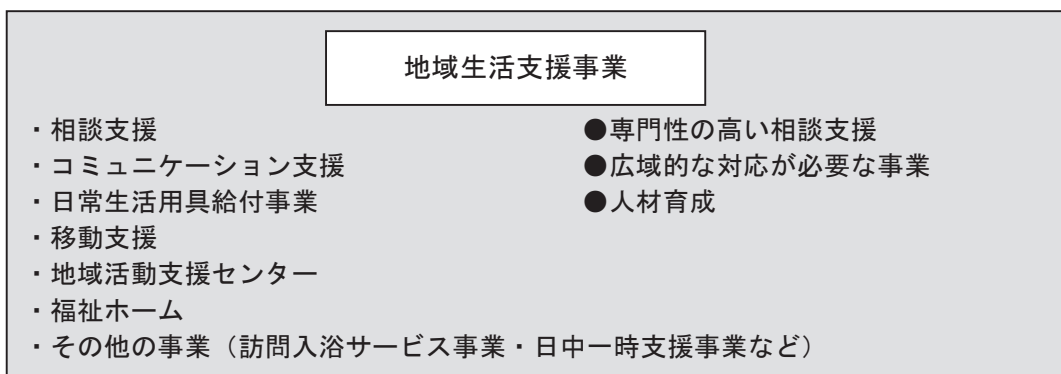 地域生活支援事業
・相談支援
・コミュニケーション支援
・日常生活用具給付事業
・移動支援
・地域活動支援センター
・福祉ホーム
・その他の事業（訪問入浴サービス事業・日中一時支援事業など）
●専門性の高い相談支援
●広域的な対応が必要な事業
●人材育成